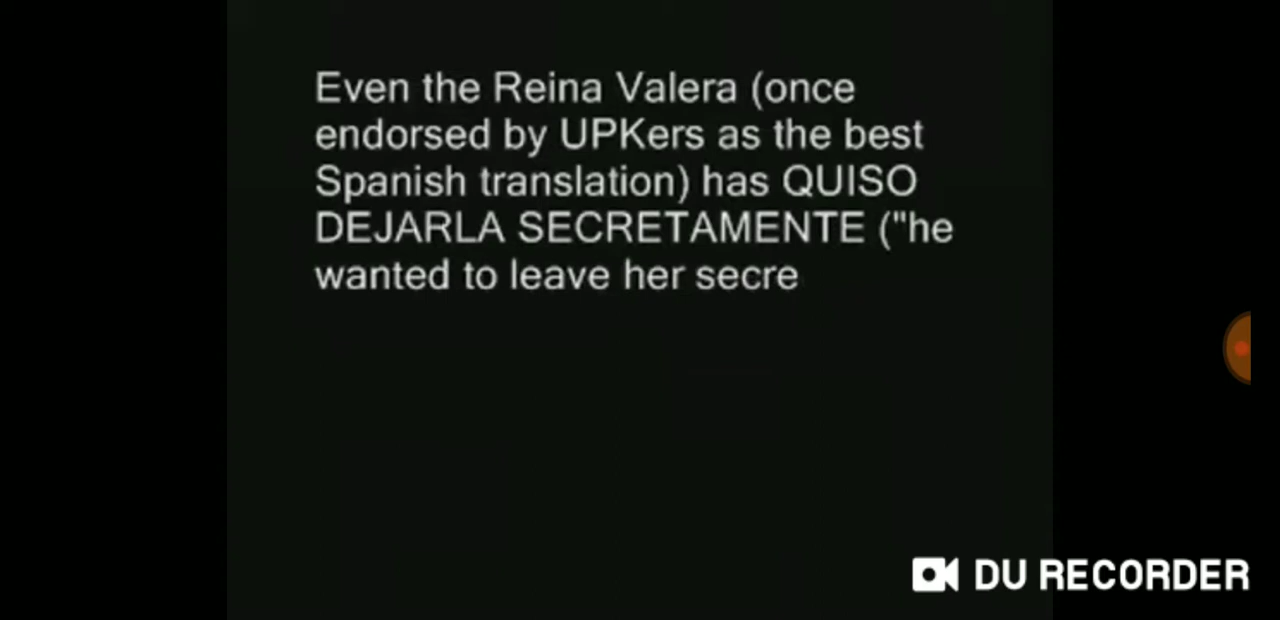 Even the Reina Valera (once
endorsed by UPKers as the best
Spanish translation) has QUISO
DEJARLA SECRETAMENTE ("he
wanted to leave her secre
DU RECORDER